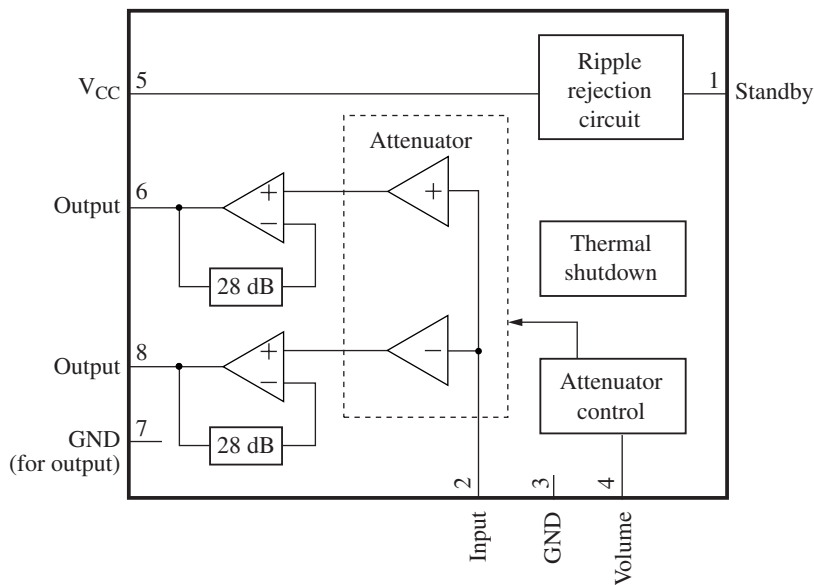 Ripple
rejection
circuit
V_CC
5
1
Standby
Attenuator
+
Output
6
+
−
28 dB
Thermal
shutdown
Output
8
+
−
−
28 dB
Attenuator
control
GND
(for output)
7
2
3
4
Input
GND
Volume